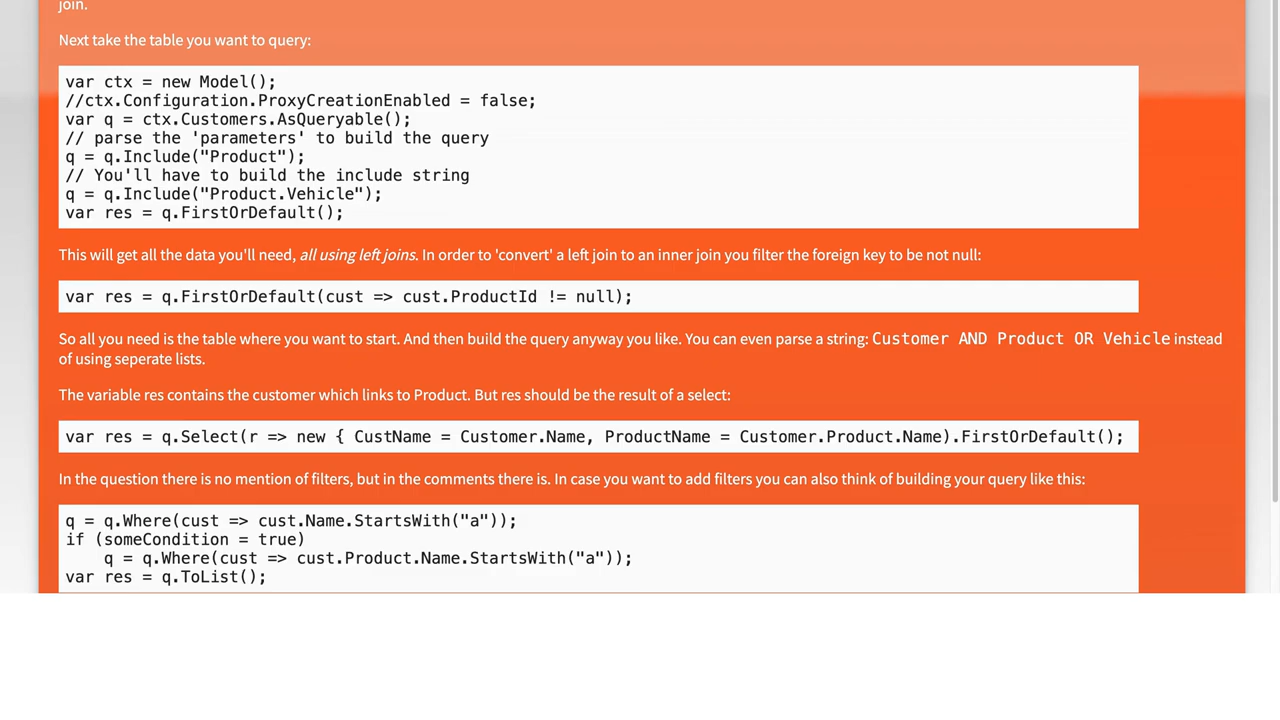 join.
Next take the table you want to query:
var ctx = new Model();
//ctx.Configuration.ProxyCreationEnabled = false;
var q = ctx.Customers.AsQueryable();
// parse the 'parameters' to build the query
q = q.Include("Product");
// You'll have to build the include string
q = q.Include("Product.Vehicle");
var res = q.FirstOrDefault();
This will get all the data you'll need, all using left joins. In order to 'convert' a left join to an inner join you filter the foreign key to be not null:
var res = q.FirstOrDefault(cust => cust.ProductId != null);
So all you need is the table where you want to start. And then build the query anyway you like. You can even parse a string: Customer AND Product OR Vehicle instead
of using seperate lists.
The variable res contains the customer which links to Product. But res should be the result of a select:
var res = q.Select(r => new { CustName = Customer.Name, ProductName = Customer.Product.Name).FirstOrDefault();
In the question there is no mention of filters, but in the comments there is. In case you want to add filters you can also think of building your query like this:
q = q.Where(cust => cust.Name.StartsWith("a"));
if (someCondition = true)
    q = q.Where(cust => cust.Product.Name.StartsWith("a"));
var res = q.ToList();